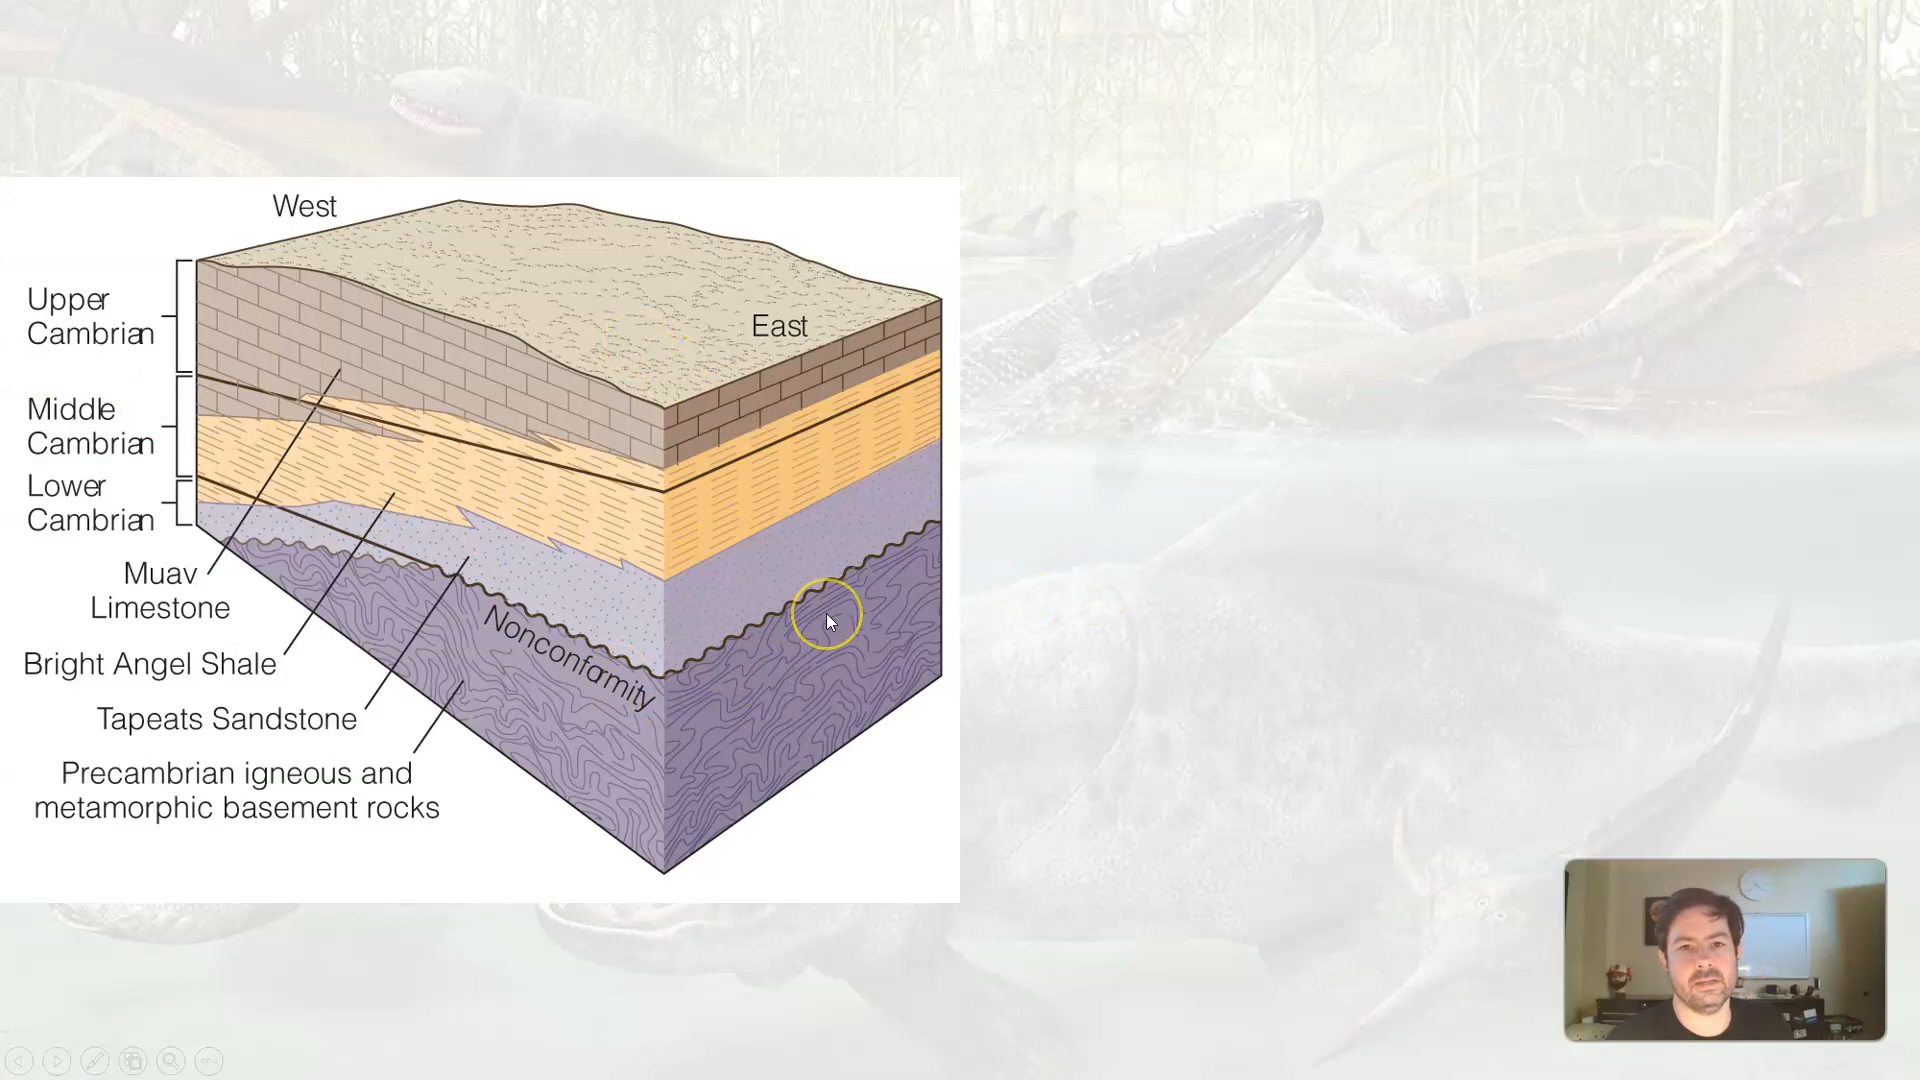 West
East
Upper
Cambrian
Middle
Cambrian
Lower
Cambrian
Muav
Limestone
Bright Angel Shale
Tapeats Sandstone
Precambrian igneous and
metamorphic basement rocks
Nonconformity